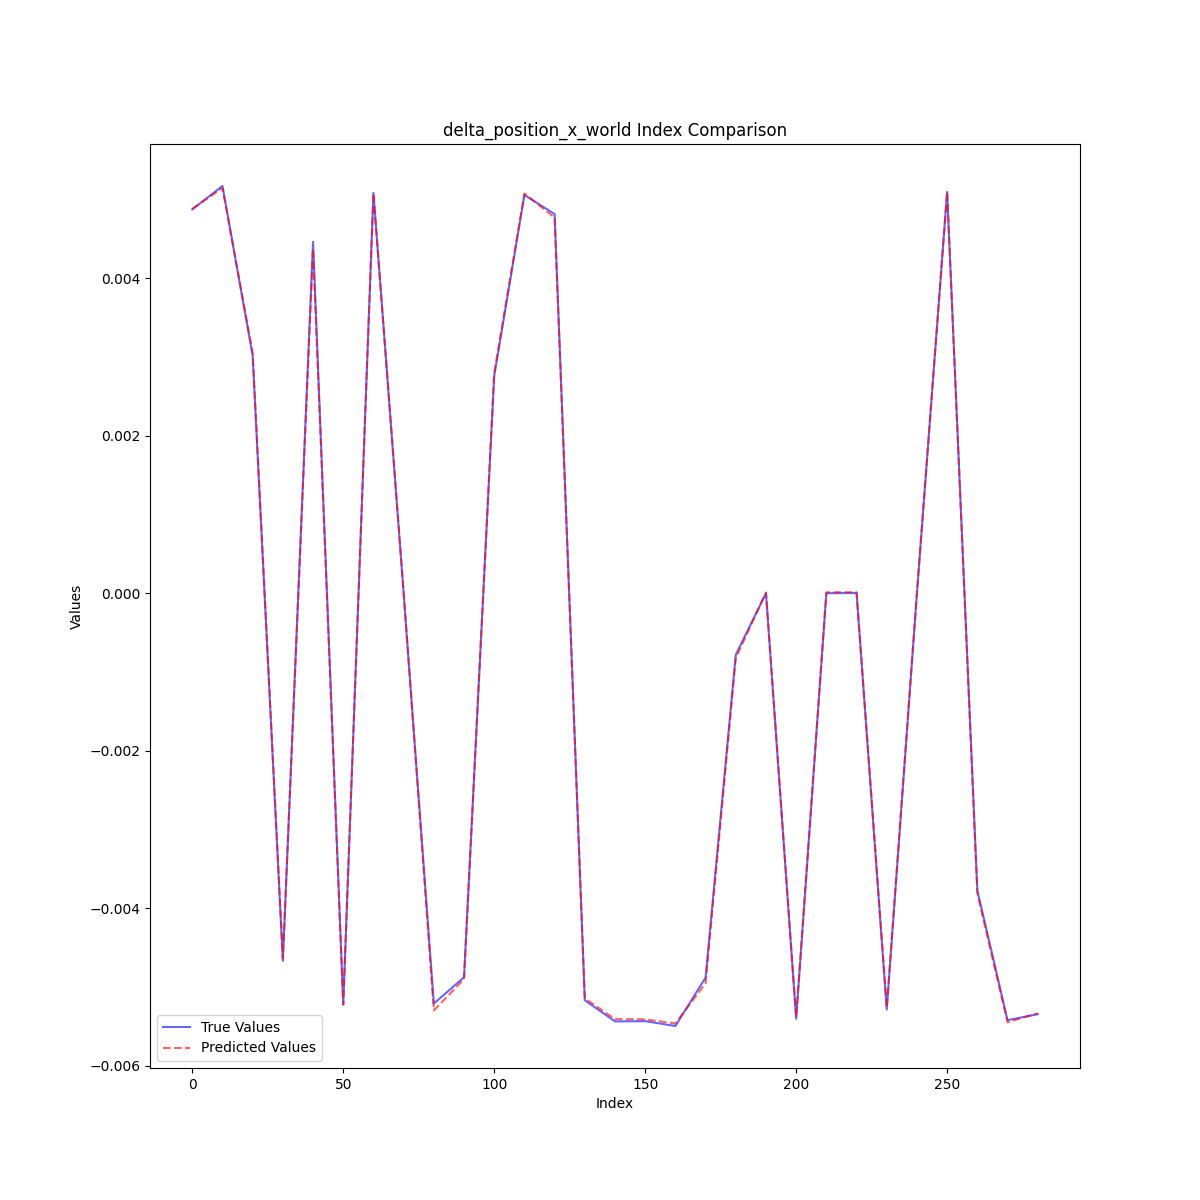 delta_position_x_world Index Comparison
0.004
0.002
0.000
−0.002
−0.004
−0.006
Values
True Values
Predicted Values
0 50 100 150 200 250
Index